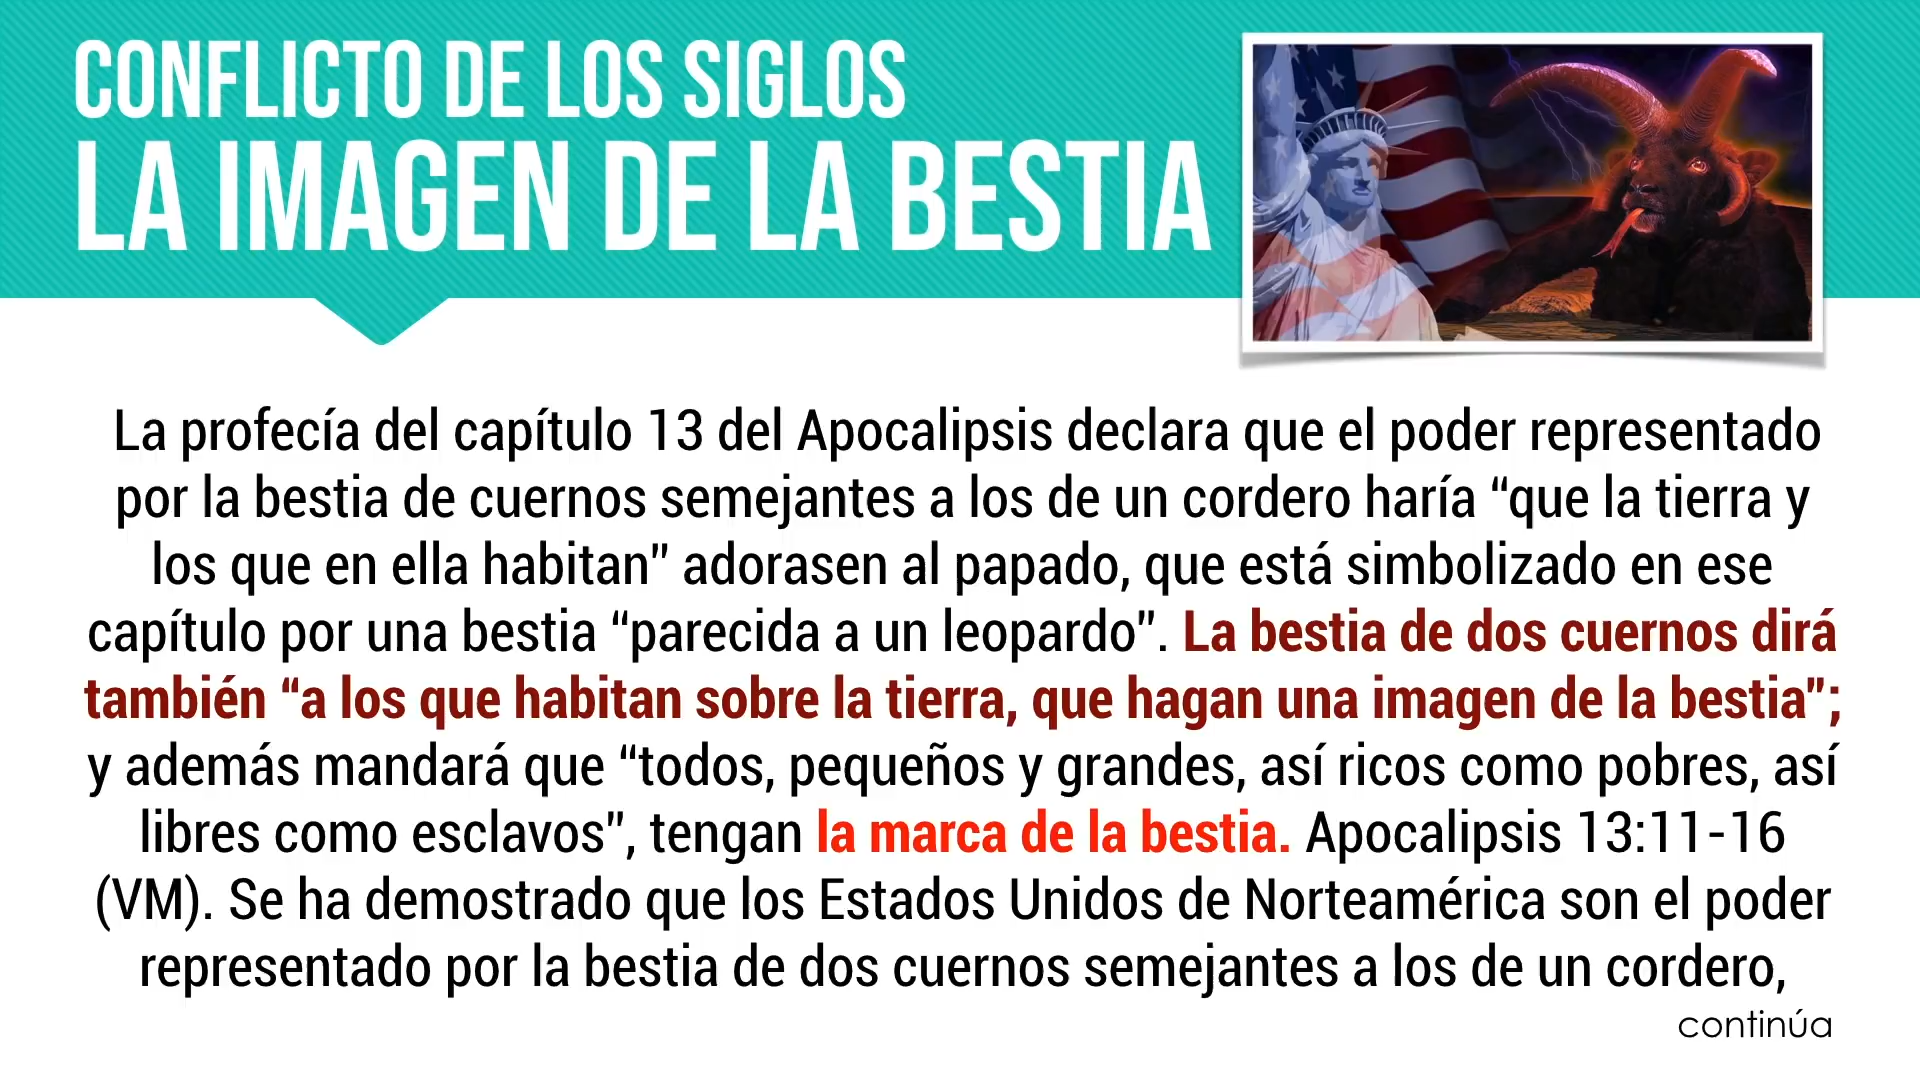 CONFLICTO DE LOS SIGLOS
LA IMAGEN DE LA BESTIA
La profecía del capítulo 13 del Apocalipsis declara que el poder representado
por la bestia de cuernos semejantes a los de un cordero haría “que la tierra y
los que en ella habitan” adorasen al papado, que está simbolizado en ese
capítulo por una bestia “parecida a un leopardo”. La bestia de dos cuernos dirá
también “a los que habitan sobre la tierra, que hagan una imagen de la bestia”;
y además mandará que “todos, pequeños y grandes, así ricos como pobres, así
libres como esclavos”, tengan la marca de la bestia. Apocalipsis 13:11-16
(VM). Se ha demostrado que los Estados Unidos de Norteamérica son el poder
representado por la bestia de dos cuernos semejantes a los de un cordero,
continúa